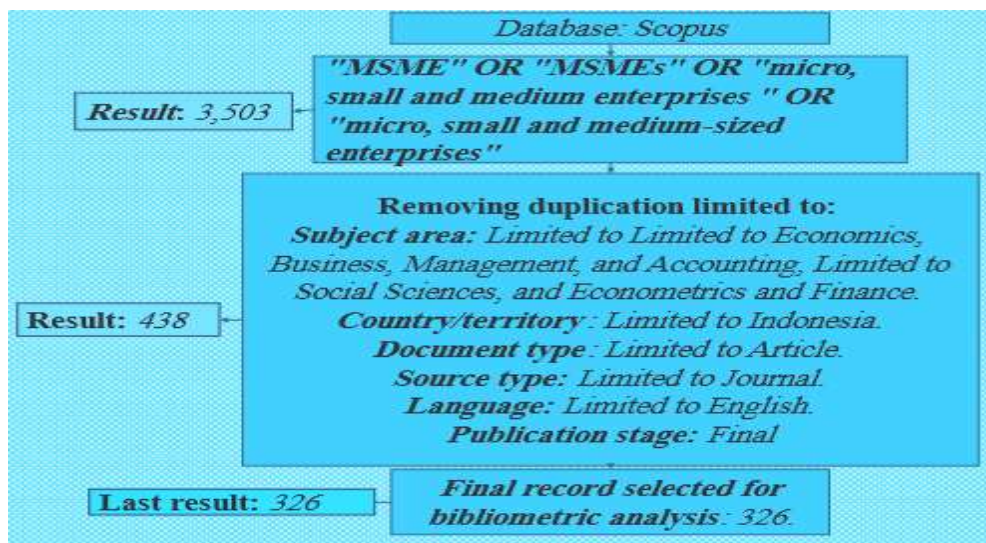 Database: Scopus
"MSME" OR "MSMEs" OR "micro,
small and medium enterprises " OR
"micro, small and medium-sized
enterprises"
Result: 3,503
Removing duplication limited to:
Subject area: Limited to Limited to Economics,
Business, Management, and Accounting, Limited to
Social Sciences, and Econometrics and Finance.
Country/territory : Limited to Indonesia.
Document type : Limited to Article.
Source type: Limited to Journal.
Language: Limited to English.
Publication stage: Final
Result: 438
Final record selected for
bibliometric analysis: 326.
Last result: 326